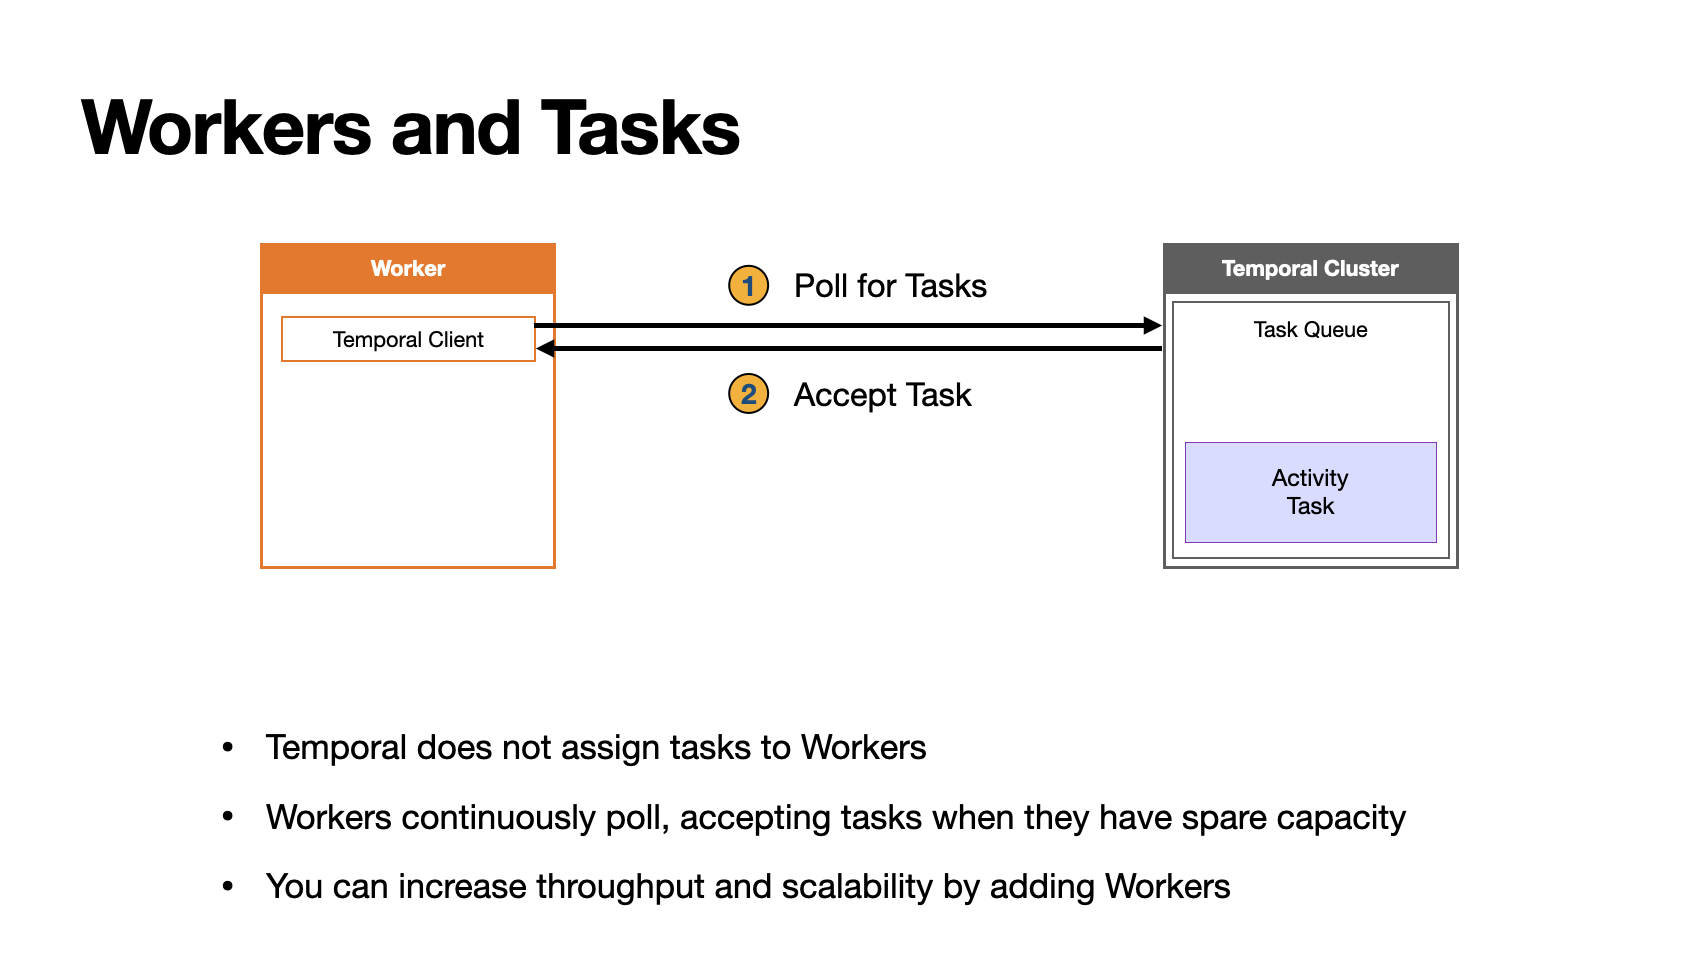 Workers and Tasks
Worker
Temporal Client
1 Poll for Tasks
2 Accept Task
Temporal Cluster
Task Queue
Activity
Task
• Temporal does not assign tasks to Workers
• Workers continuously poll, accepting tasks when they have spare capacity
• You can increase throughput and scalability by adding Workers